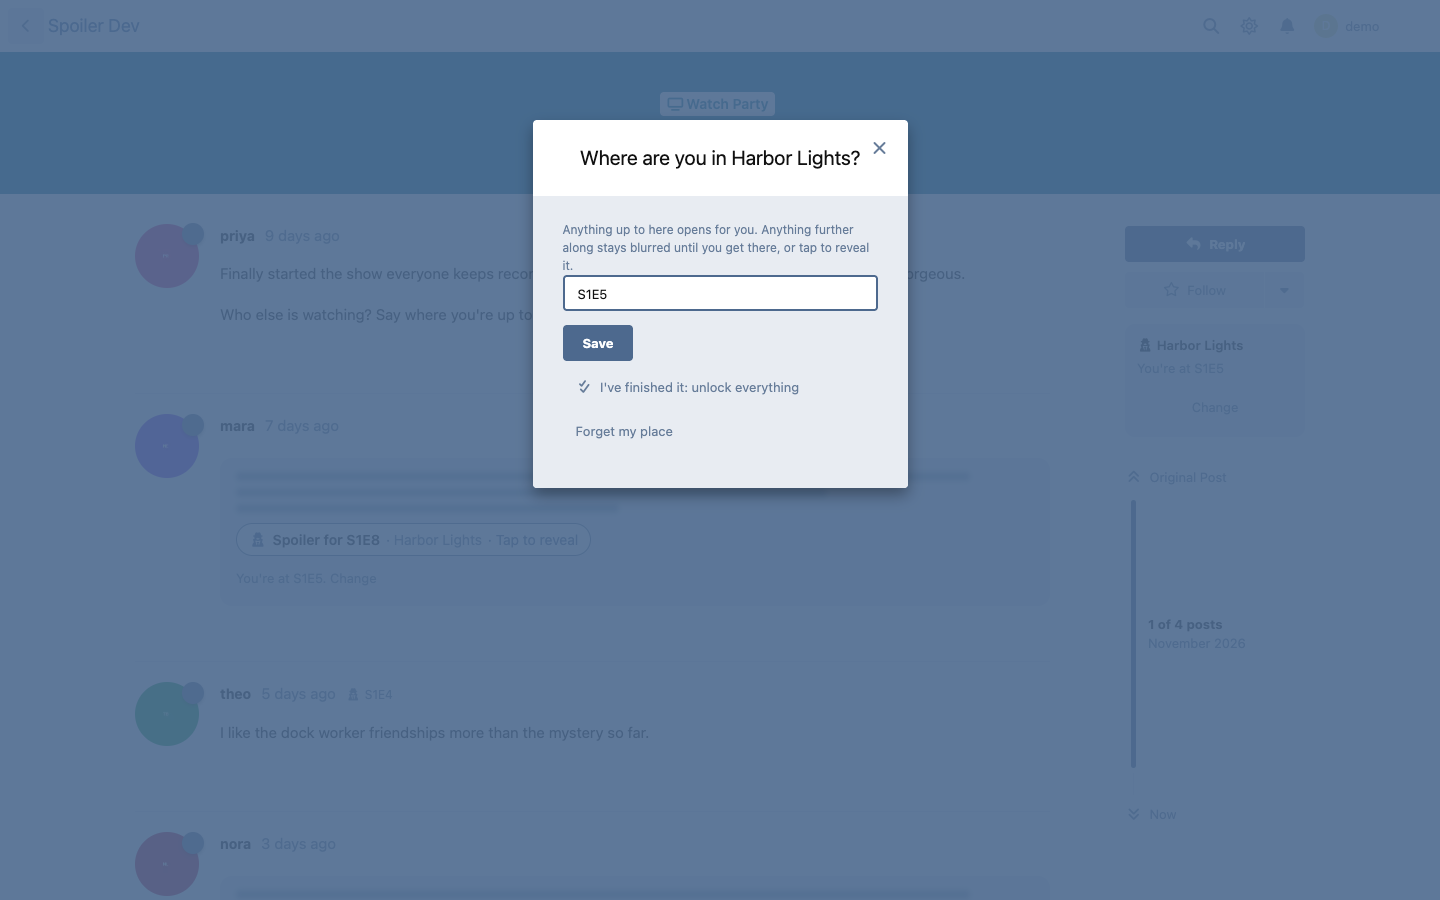 Spoiler Dev
demo
Watch Party
Where are you in Harbor Lights?
Anything up to here opens for you. Anything further
along stays blurred until you get there, or tap to reveal
it.
S1E5
Save
I've finished it: unlock everything
Forget my place
priya 9 days ago
Finally started the show everyone keeps
Who else is watching? Say where you're up to
Reply
Follow
Harbor Lights
You're at S1E5
Change
mara 7 days ago
Spoiler for S1E8 · Harbor Lights · Tap to reveal
You're at S1E5. Change
Original Post
1 of 4 posts
November 2026
Now
theo 5 days ago S1E4
I like the dock worker friendships more than the mystery so far.
nora 3 days ago